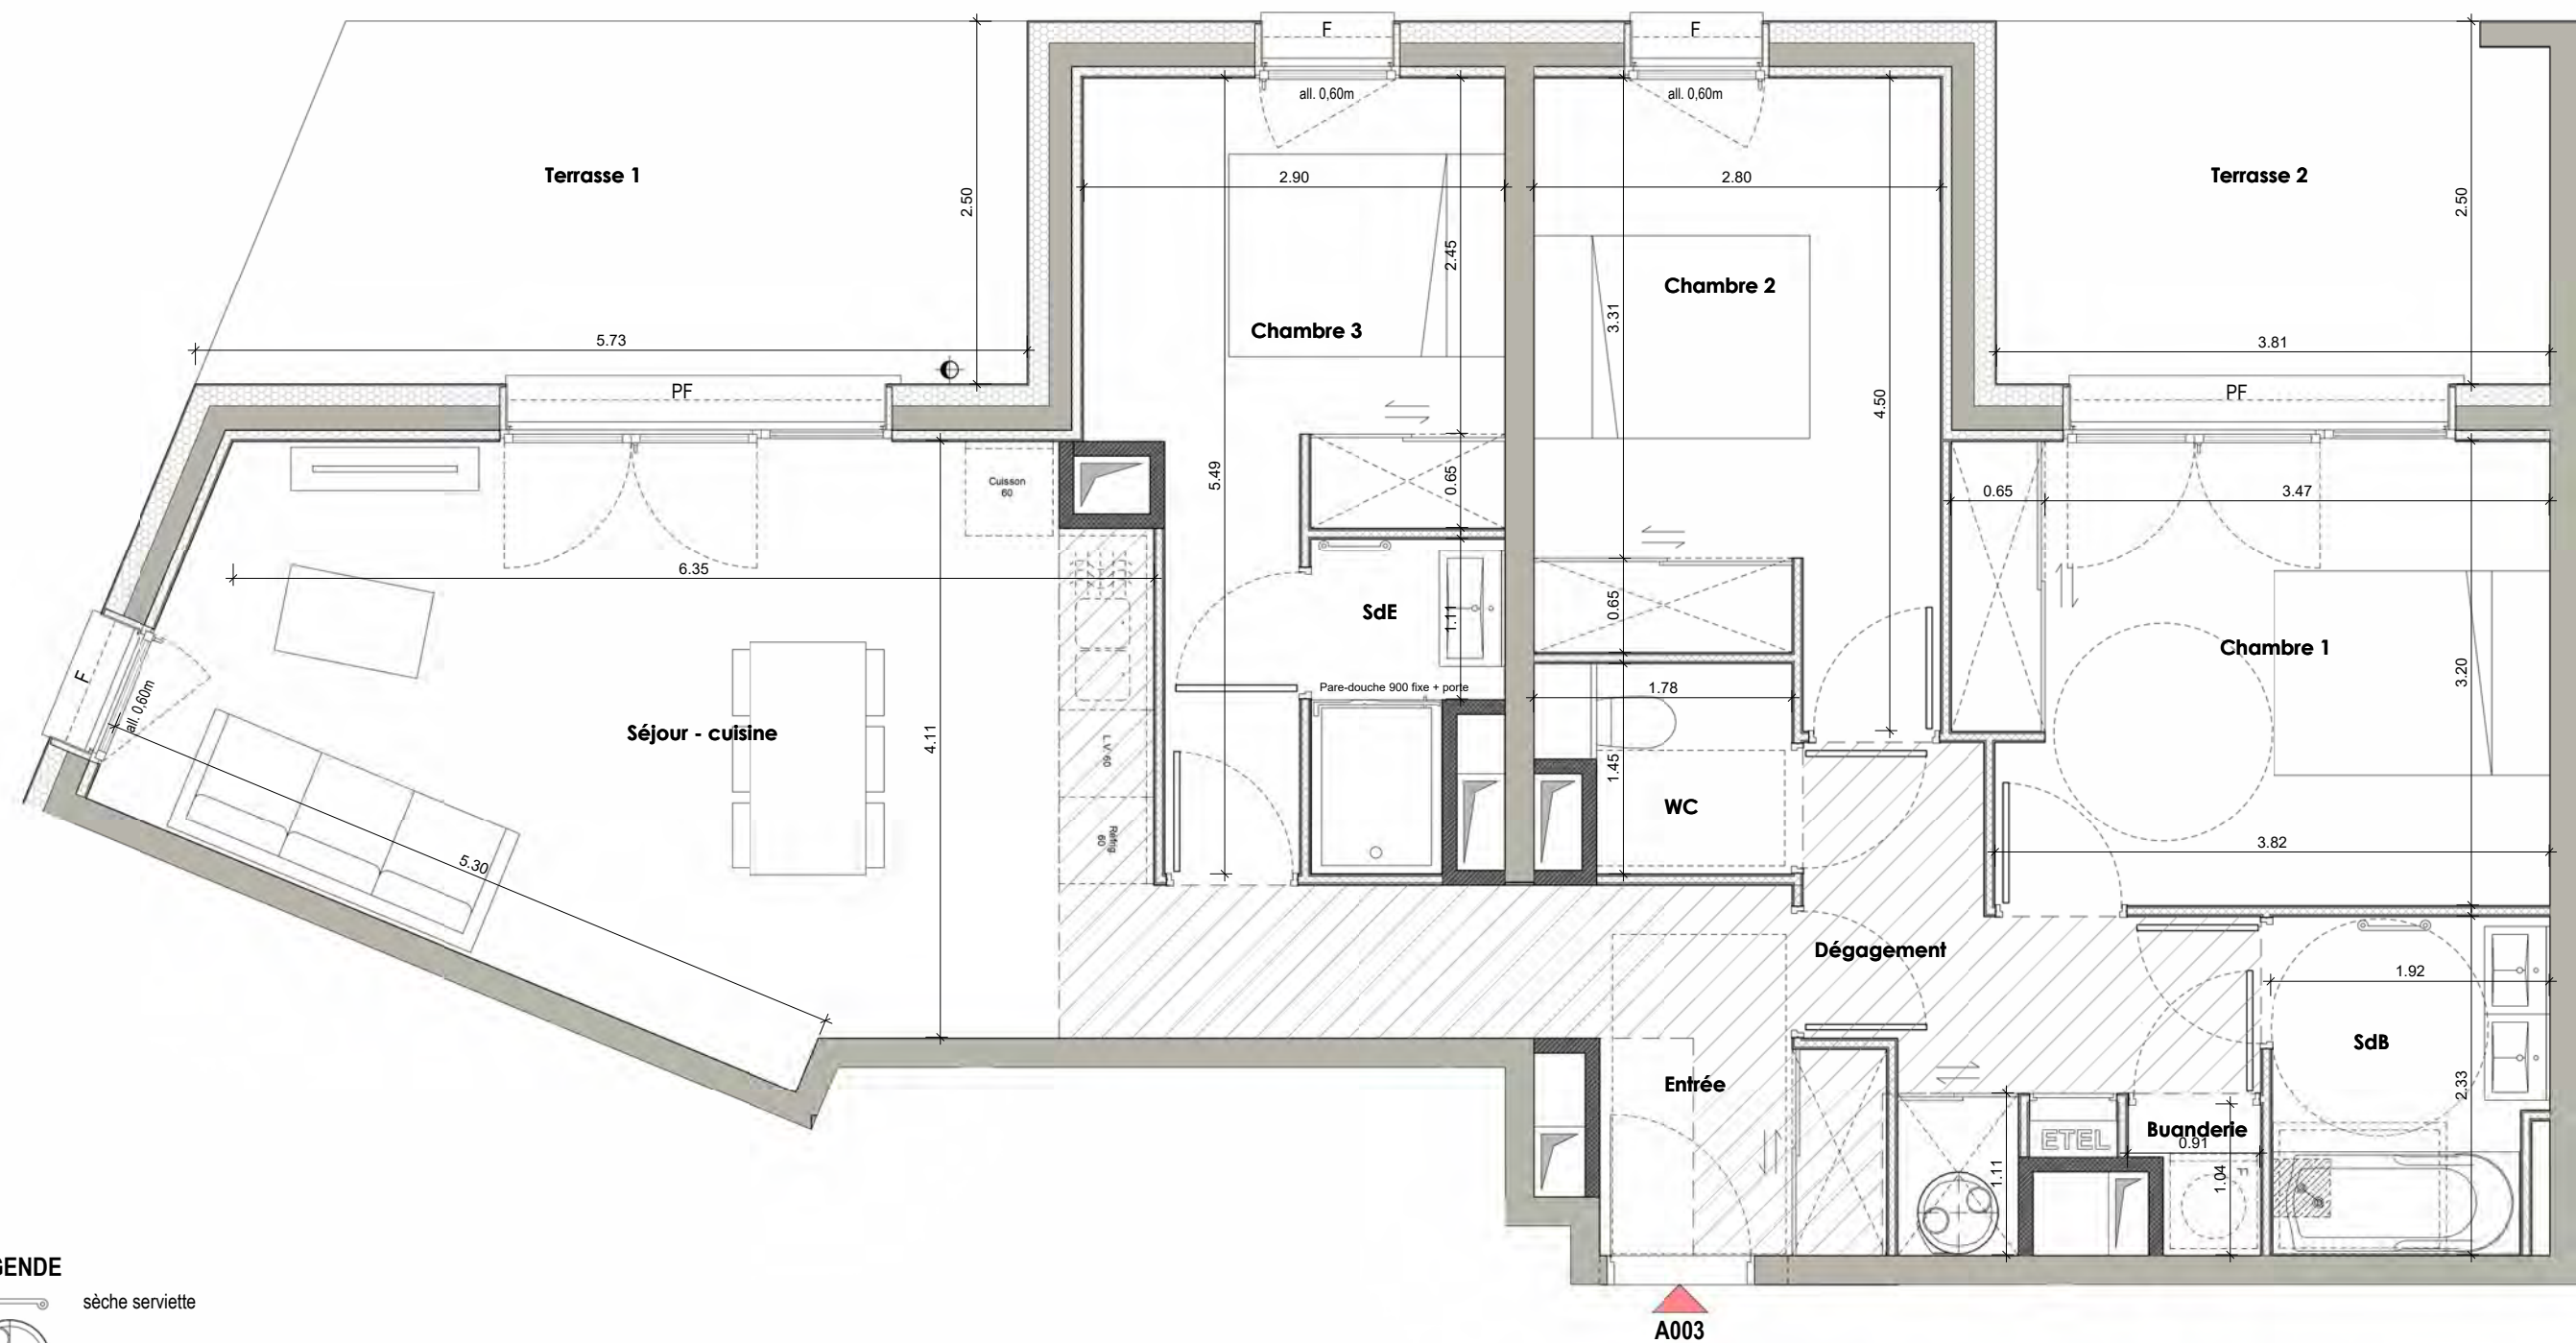 F
F
all. 0,60m
all. 0,60m
Terrasse 1
2.50
2.90
2.45
2.80
Terrasse 2
2.50
Chambre 2
3.31
Chambre 3
5.73
3.81
PF
PF
4.50
5.49
Cuisson
60
0.65
0.65
3.47
6.35
SdE
1.11
0.65
Chambre 1
3.20
F
all. 0,60m
Pare-douche 900 fixe + porte
1.78
Séjour - cuisine
4.11
L.V.60
1.45
WC
Réfrig.
60
3.82
5.30
Dégagement
1.92
SdB
2.33
Entrée
Buanderie
0.91
ETEL
1.11
1.04
F
GENDE
sèche serviette
A003